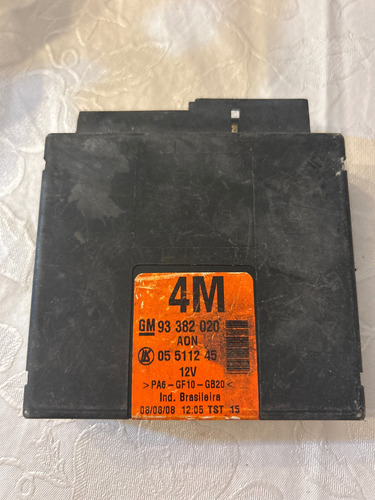 4M
GM 93 382 020
AON
LK 05 5112 45
12V
>PA6-GF10-GB20<
Ind. Brasileira
08/08/08 12:05 TST 15